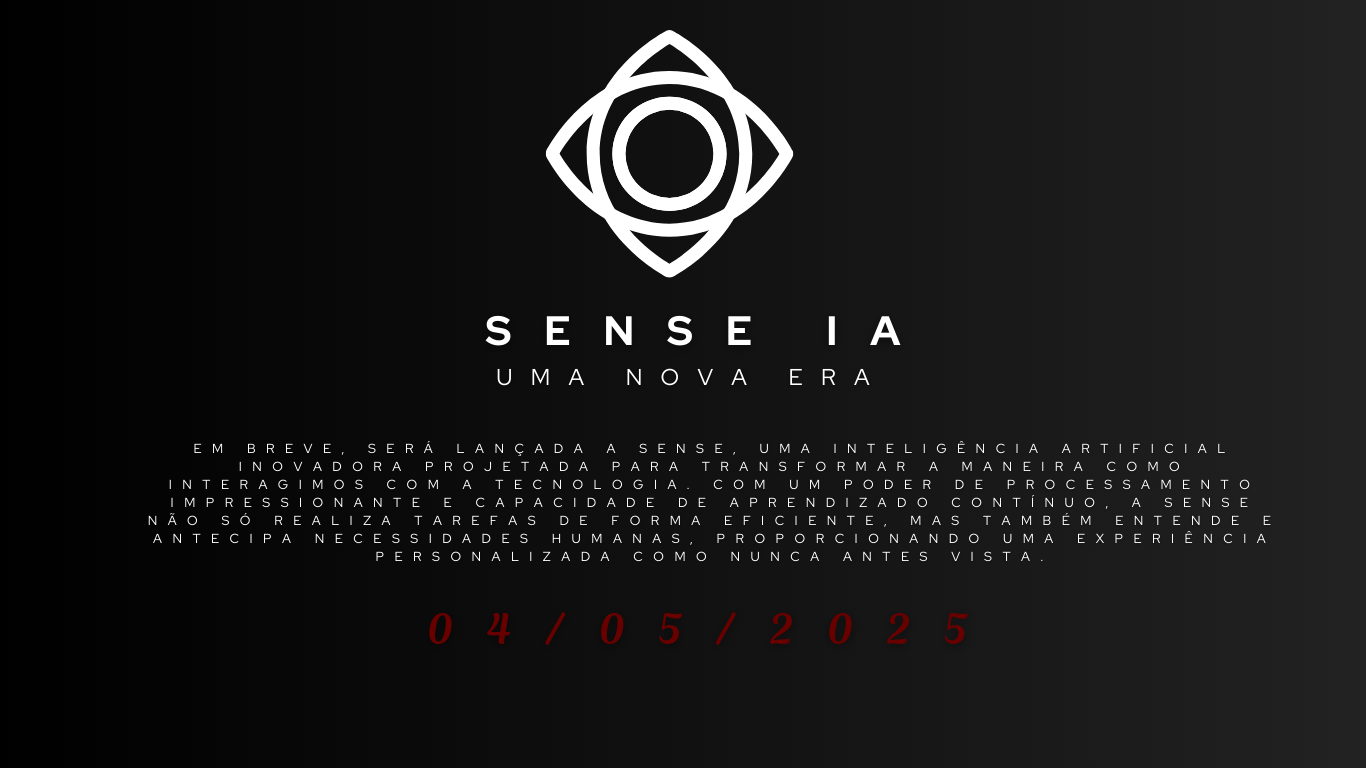 SENSE IA
UMA NOVA ERA
EM BREVE, SERÁ LANÇADA A SENSE, UMA INTELIGÊNCIA ARTIFICIAL
INOVADORA PROJETADA PARA TRANSFORMAR A MANEIRA COMO
INTERAGIMOS COM A TECNOLOGIA. COM UM PODER DE PROCESSAMENTO
IMPRESSIONANTE E CAPACIDADE DE APRENDIZADO CONTÍNUO, A SENSE
NÃO SÓ REALIZA TAREFAS DE FORMA EFICIENTE, MAS TAMBÉM ENTENDE E
ANTECIPA NECESSIDADES HUMANAS, PROPORCIONANDO UMA EXPERIÊNCIA
PERSONALIZADA COMO NUNCA ANTES VISTA.
04/05/2025